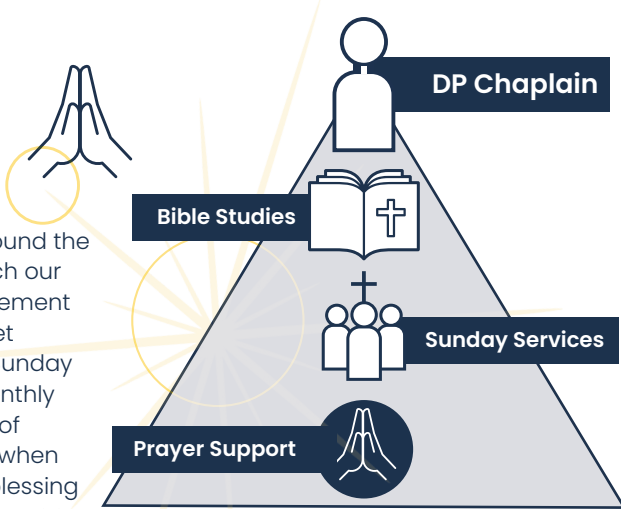 DP Chaplain
Bible Studies
Sunday Services
Prayer Support
ound the
ch our
ement
et
unday
nthly
of
when
lessing